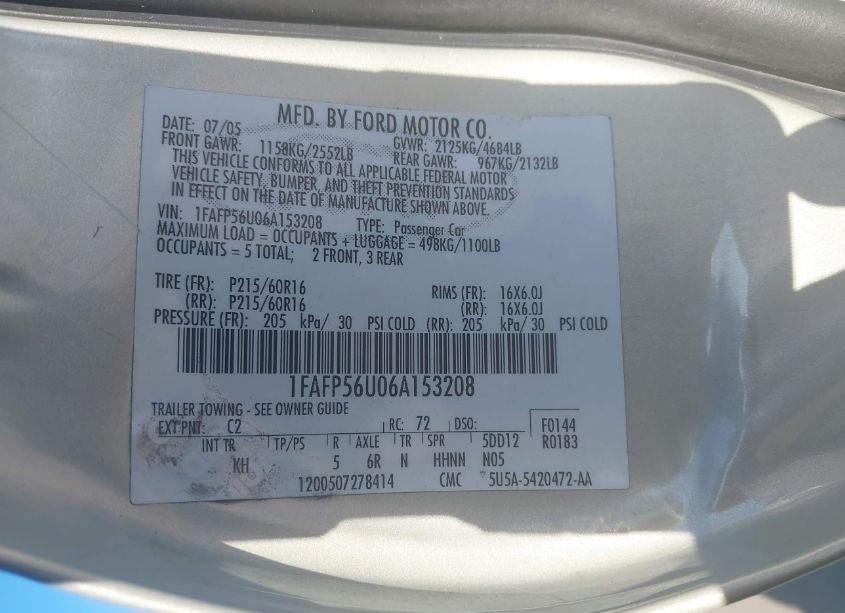 MFD. BY FORD MOTOR CO.
DATE: 07/05 GVWR: 2125KG/4684LB
FRONT GAWR: 1158KG/2552LB REAR GAWR: 967KG/2132LB
THIS VEHICLE CONFORMS TO ALL APPLICABLE FEDERAL MOTOR
VEHICLE SAFETY, BUMPER, AND THEFT PREVENTION STANDARDS
IN EFFECT ON THE DATE OF MANUFACTURE SHOWN ABOVE.
VIN: 1FAFP56U06A153208 TYPE: Passenger Car
MAXIMUM LOAD = OCCUPANTS + LUGGAGE = 498KG/1100LB
OCCUPANTS = 5 TOTAL; 2 FRONT, 3 REAR
TIRE (FR): P215/60R16 RIMS (FR): 16X6.0J
(RR): P215/60R16 (RR): 16X6.0J
PRESSURE (FR): 205 kPa/ 30 PSI COLD (RR): 205 kPa/ 30 PSI COLD
1FAFP56U06A153208
TRAILER TOWING - SEE OWNER GUIDE
EXT PNT: C2 RC: 72 DSO: F0144
INT TR TP/PS R AXLE TR SPR 5DD12 R0183
KH 5 6R N HHNN N05
1200507278414 CMC 5U5A-5420472-AA